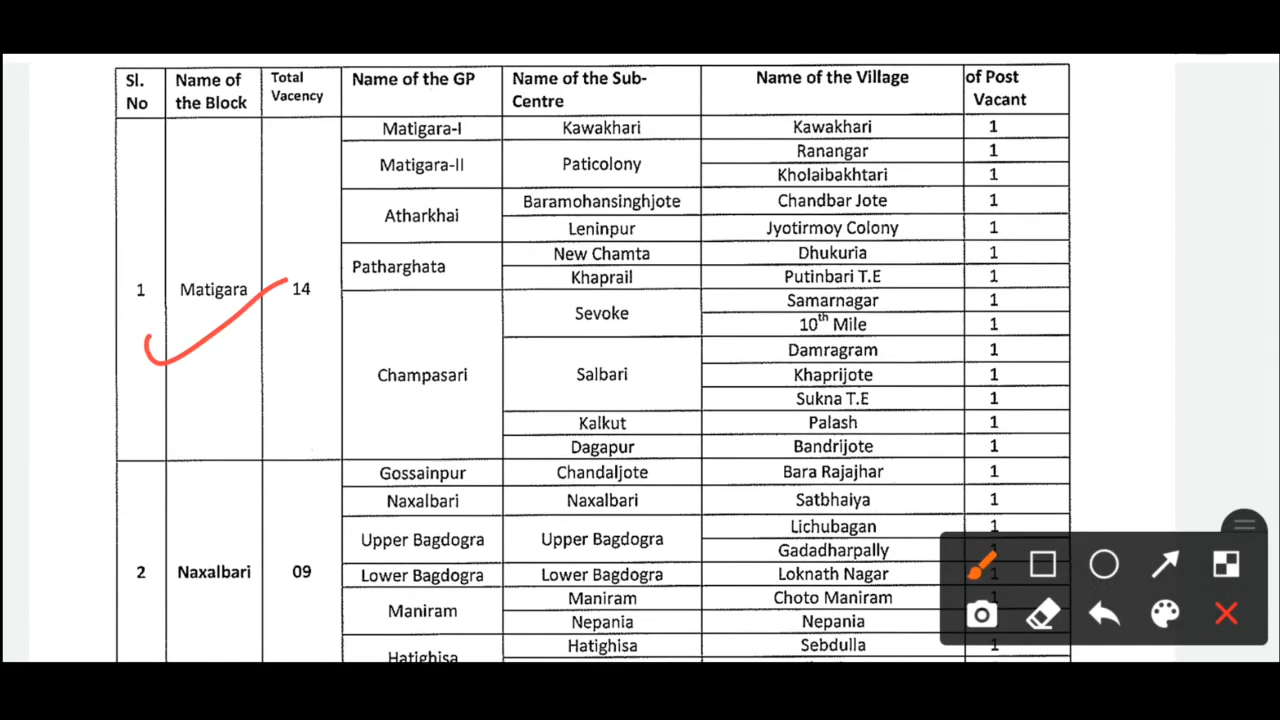 Sl. No Name of the Block Total Vacency Name of the GP Name of the Sub-Centre Name of the Village of Post Vacant
1 Matigara 14 Matigara-I Kawakhari Kawakhari 1
Matigara-II Paticolony Ranangar 1
Kholaibakhtari 1
Atharkhai Baramohansinghjote Chandbar Jote 1
Leninpur Jyotirmoy Colony 1
Patharghata New Chamta Dhukuria 1
Khaprail Putinbari T.E 1
Champasari Sevoke Samarnagar 1
10th Mile 1
Salbari Damragram 1
Khaprijote 1
Sukna T.E 1
Kalkut Palash 1
Dagapur Bandrijote 1
2 Naxalbari 09 Gossainpur Chandaljote Bara Rajajhar 1
Naxalbari Naxalbari Satbhaiya 1
Upper Bagdogra Upper Bagdogra Lichubagan 1
Gadadharpally 1
Lower Bagdogra Lower Bagdogra Loknath Nagar 1
Maniram Maniram Choto Maniram 1
Nepania Nepania
Hatighisa Hatighisa Sebdulla 1